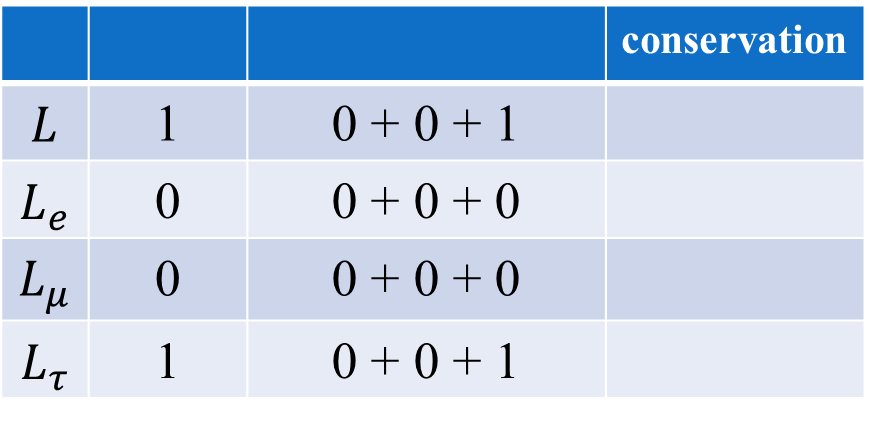 conservation
L 1 0 + 0 + 1
Lₑ 0 0 + 0 + 0
L_μ 0 0 + 0 + 0
L_τ 1 0 + 0 + 1